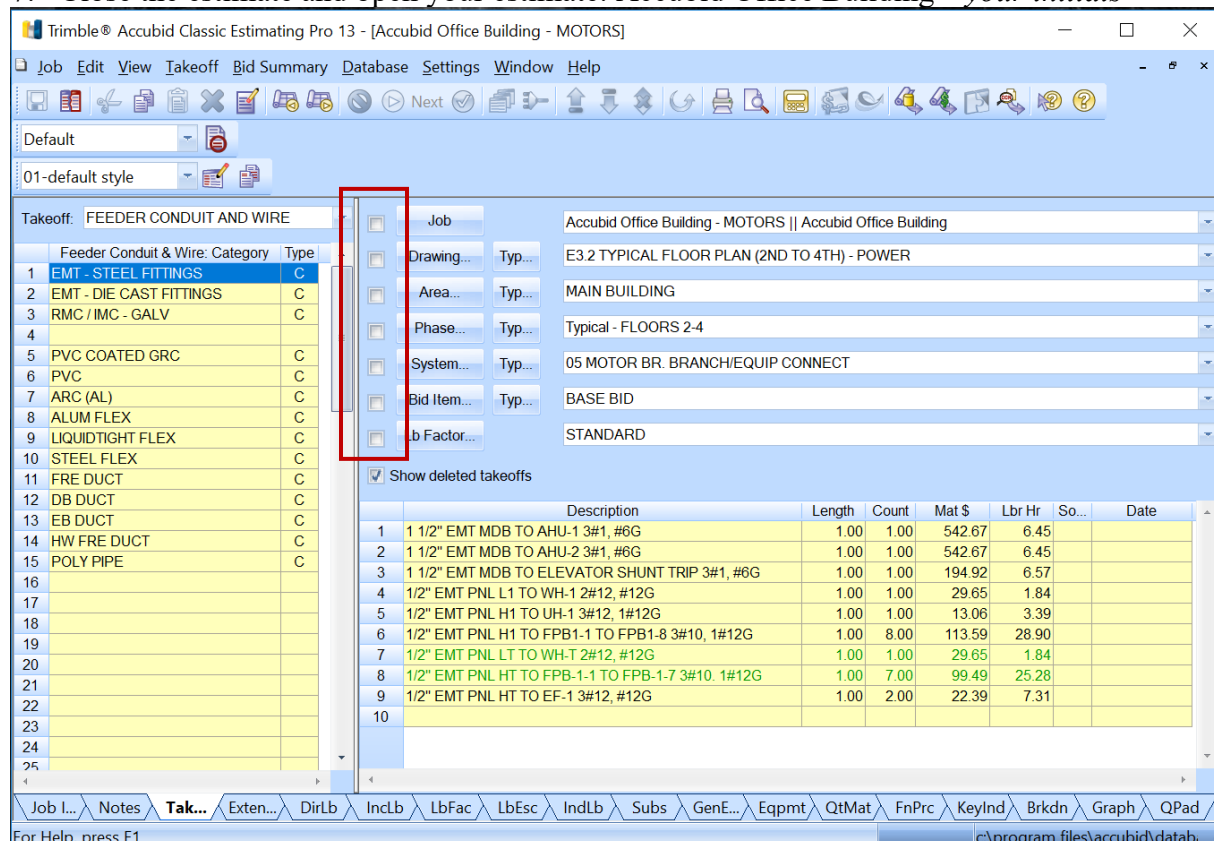 Trimble® Accubid Classic Estimating Pro 13 - [Accubid Office Building - MOTORS]
Job Edit View Takeoff Bid Summary Database Settings Window Help
Next
Default
01-default style
Takeoff: FEEDER CONDUIT AND WIRE
Feeder Conduit & Wire: Category Type
1 EMT - STEEL FITTINGS C
2 EMT - DIE CAST FITTINGS C
3 RMC / IMC - GALV C
4
5 PVC COATED GRC C
6 PVC C
7 ARC (AL) C
8 ALUM FLEX C
9 LIQUIDTIGHT FLEX C
10 STEEL FLEX C
11 FRE DUCT C
12 DB DUCT C
13 EB DUCT C
14 HW FRE DUCT C
15 POLY PIPE C
16
17
18
19
20
21
22
23
24
25
Job Accubid Office Building - MOTORS || Accubid Office Building
Drawing... Typ... E3.2 TYPICAL FLOOR PLAN (2ND TO 4TH) - POWER
Area... Typ... MAIN BUILDING
Phase... Typ... Typical - FLOORS 2-4
System... Typ... 05 MOTOR BR. BRANCH/EQUIP CONNECT
Bid Item... Typ... BASE BID
Lb Factor... STANDARD
Show deleted takeoffs
Description Length Count Mat $ Lbr Hr So... Date
1 1 1/2" EMT MDB TO AHU-1 3#1, #6G 1.00 1.00 542.67 6.45
2 1 1/2" EMT MDB TO AHU-2 3#1, #6G 1.00 1.00 542.67 6.45
3 1 1/2" EMT MDB TO ELEVATOR SHUNT TRIP 3#1, #6G 1.00 1.00 194.92 6.57
4 1/2" EMT PNL L1 TO WH-1 2#12, #12G 1.00 1.00 29.65 1.84
5 1/2" EMT PNL H1 TO UH-1 3#12, 1#12G 1.00 1.00 13.06 3.39
6 1/2" EMT PNL H1 TO FPB1-1 TO FPB1-8 3#10, 1#12G 1.00 8.00 113.59 28.90
7 1/2" EMT PNL LT TO WH-T 2#12, #12G 1.00 1.00 29.65 1.84
8 1/2" EMT PNL HT TO FPB-1-1 TO FPB-1-7 3#10. 1#12G 1.00 7.00 99.49 25.28
9 1/2" EMT PNL HT TO EF-1 3#12, #12G 1.00 2.00 22.39 7.31
10
Job I... Notes Tak... Exten... DirLb IncLb LbFac LbEsc IndLb Subs GenE... Eqpmt QtMat FnPrc KeyInd Brkdn Graph QPad
For Help, press F1 c:\program files\accubid\datab